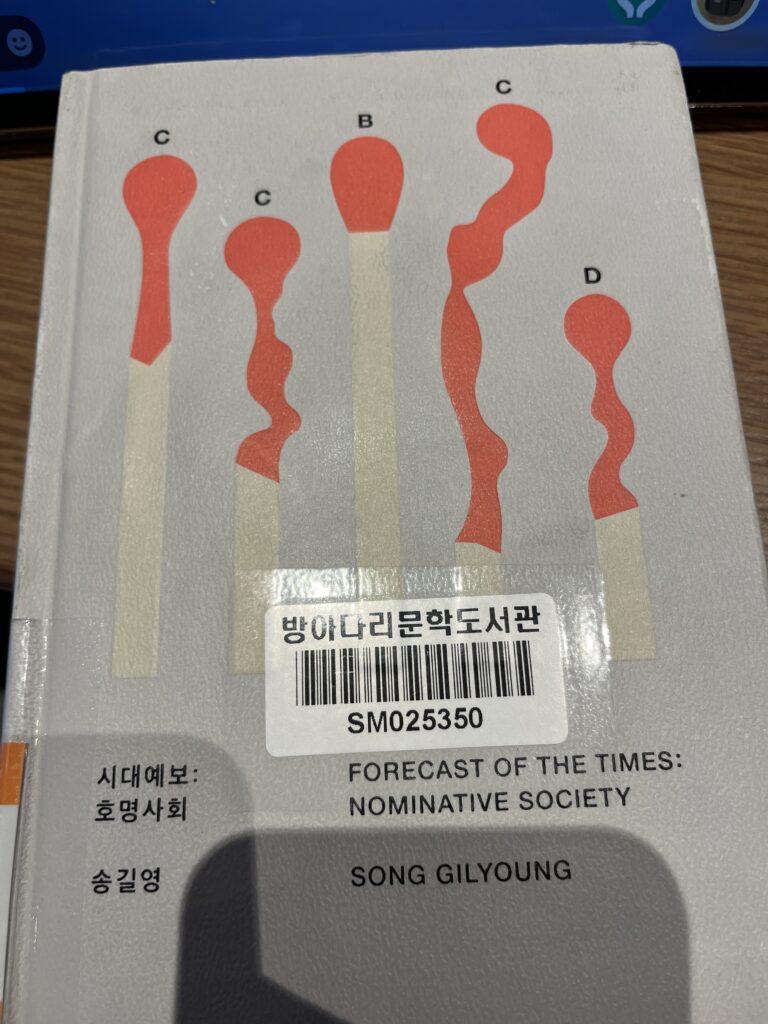 C
C
B
C
D
방아다리문학도서관
SM025350
시대예보:
호명사회
FORECAST OF THE TIMES:
NOMINATIVE SOCIETY
송길영
SONG GILYOUNG